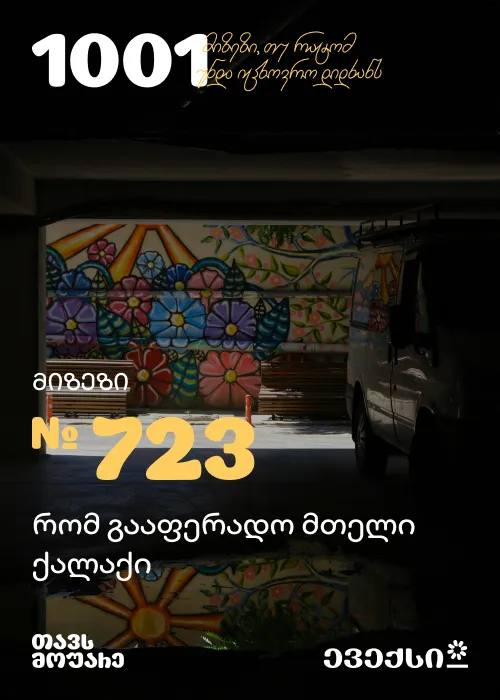 1001 მიზეზი, თუ რატომ
უნდა იცხოვრო დიდხანს
მიზეზი
№ 723
რომ გააფერადო მთელი
ქალაქი
თავს
მოუარე
ევექსი